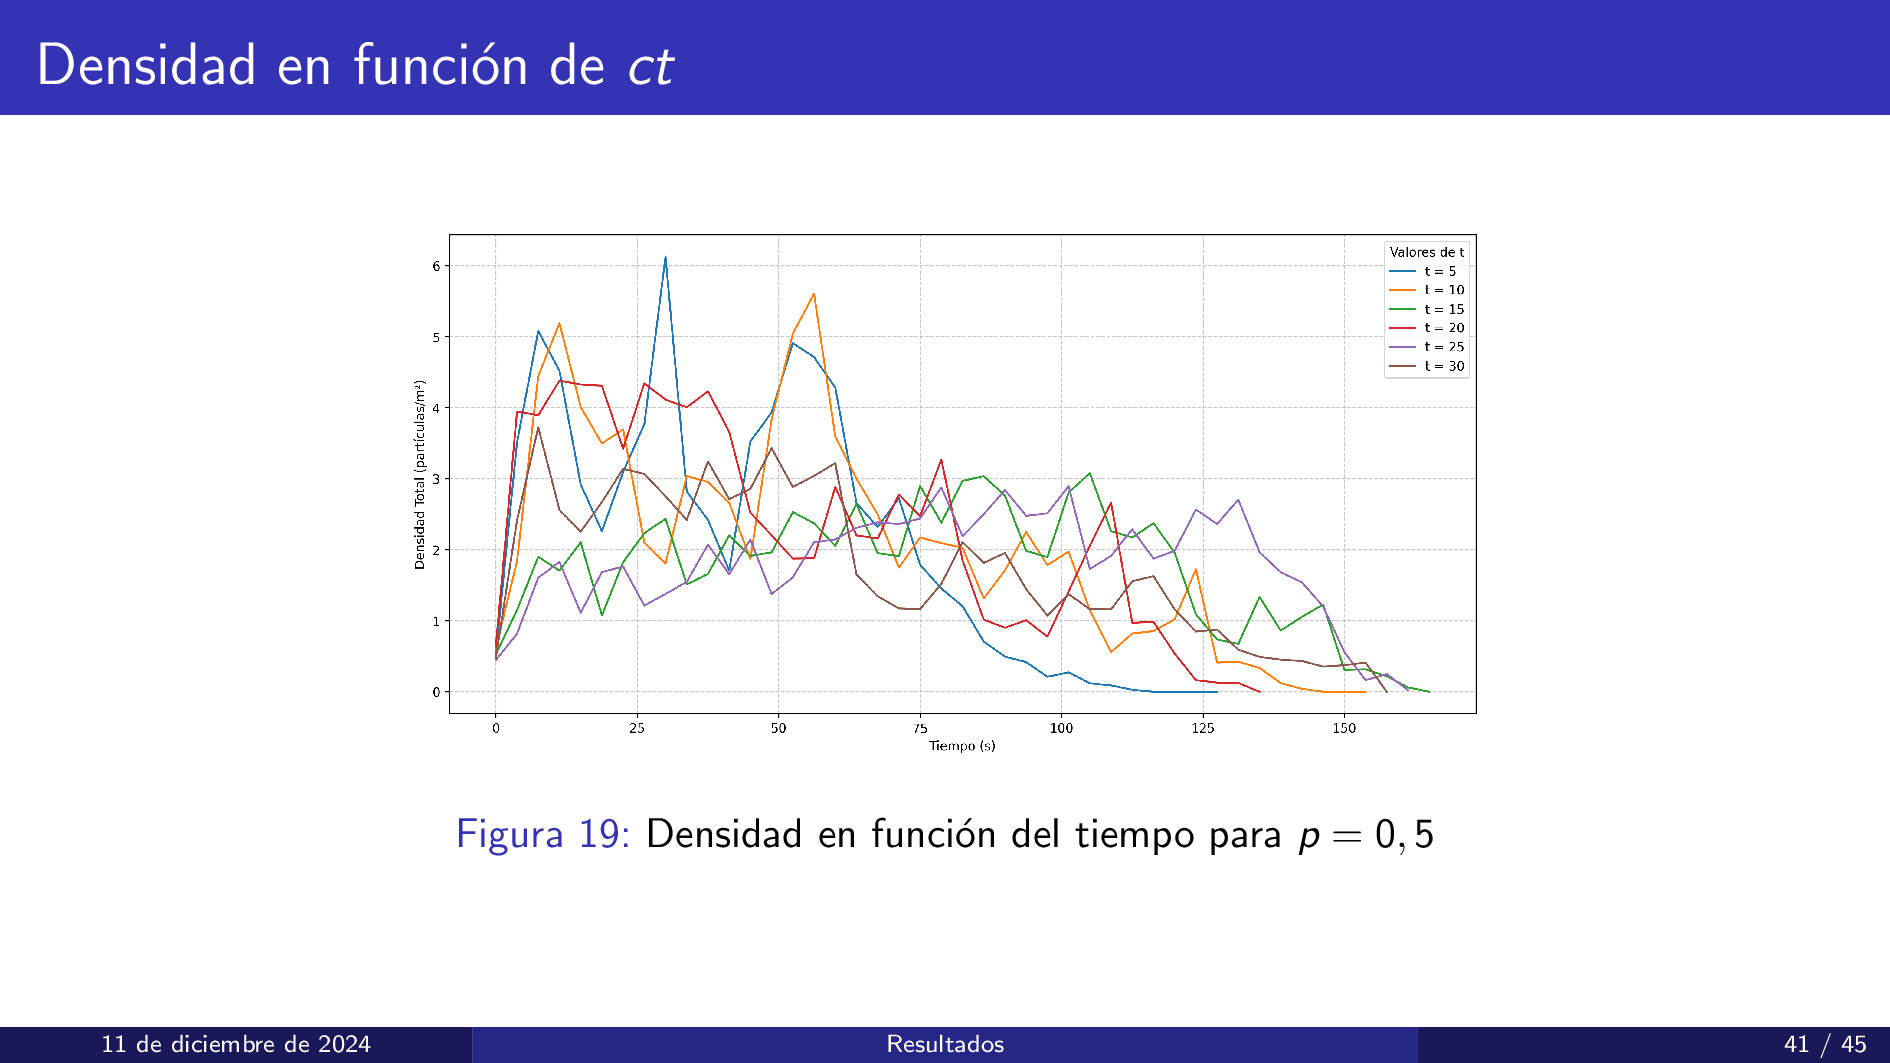 Densidad en función de ct
6
5
4
3
2
1
0
Densidad Total (partículas/m²)
0 25 50 75 100 125 150
Tiempo (s)
Valores de t
t = 5
t = 10
t = 15
t = 20
t = 25
t = 30
Figura 19: Densidad en función del tiempo para p = 0, 5
11 de diciembre de 2024 Resultados 41 / 45